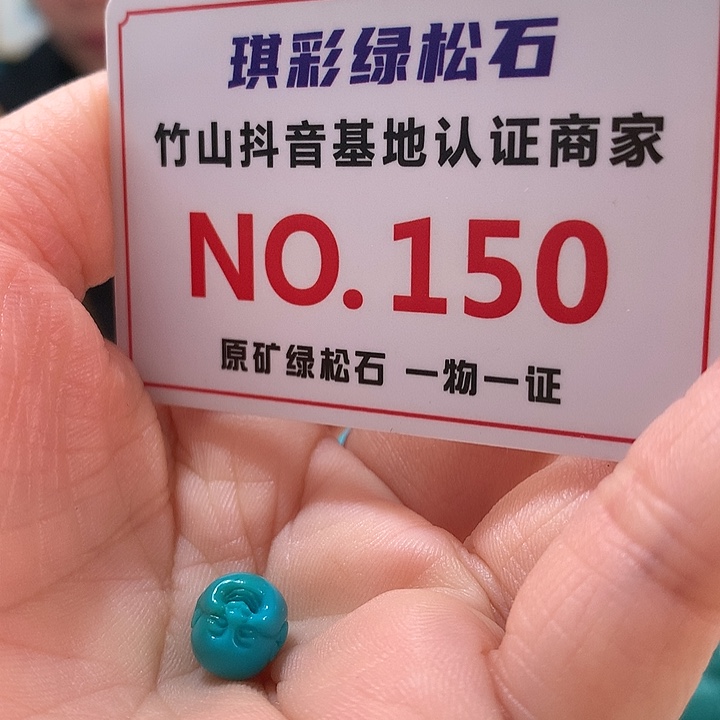 琪彩绿松石
竹山抖音基地认证商家
NO.150
原矿绿松石 一物一证